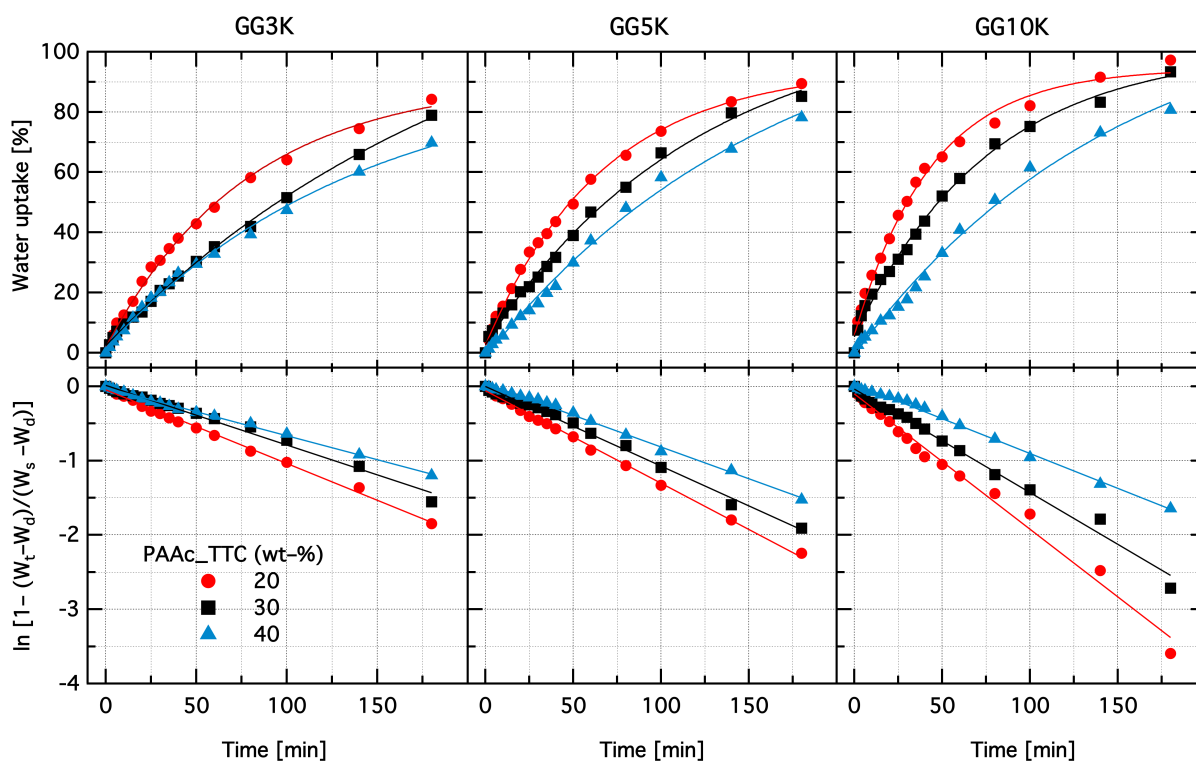 GG3K GG5K GG10K
Water uptake [%]
100
80
60
40
20
0
ln [1- (Wt-Wd)/(Ws -Wd)]
0
-1
-2
-3
-4
PAAc_TTC (wt-%)
20
30
40
0 50 100 150 0 50 100 150 0 50 100 150
Time [min] Time [min] Time [min]